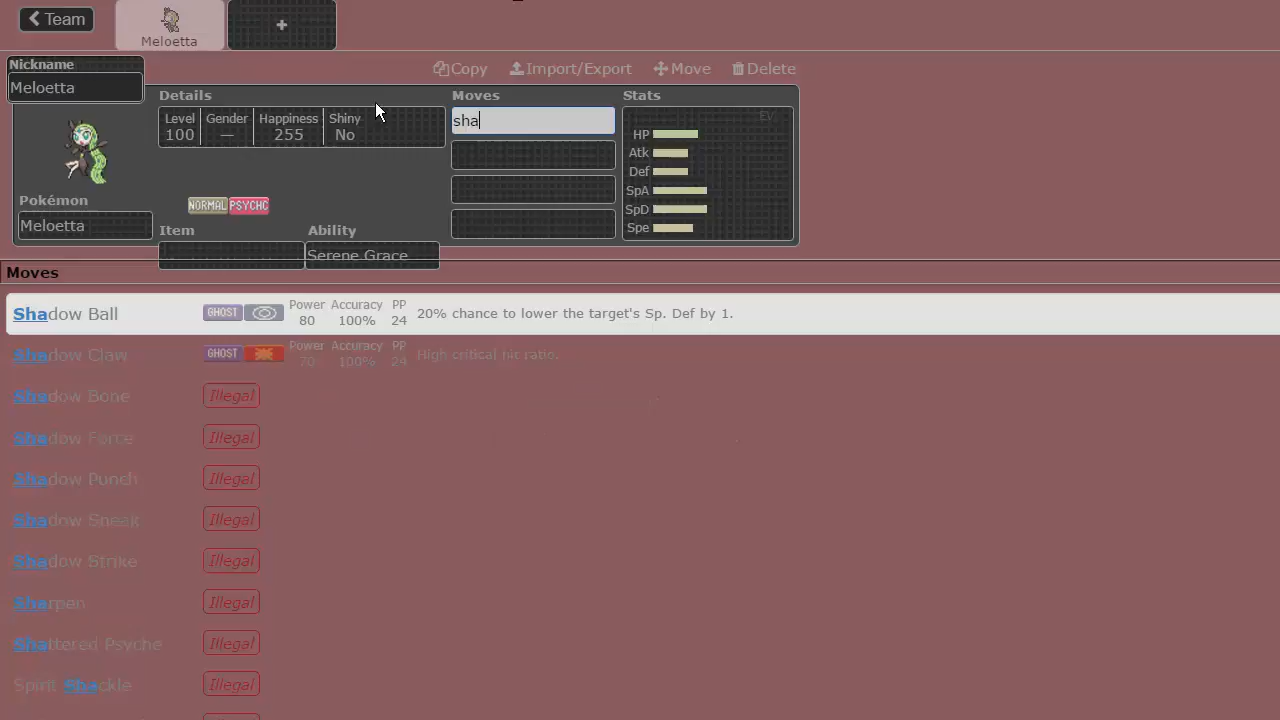 Team
Meloetta
+
Nickname
Meloetta
Copy Import/Export Move Delete
Details
Level Gender Happiness Shiny
100 — 255 No
Moves
sha
Stats
EV
HP
Atk
Def
SpA
SpD
Spe
Pokémon
Meloetta
NORMAL PSYCHC
Item
Ability
Serene Grace
Moves
Shadow Ball GHOST Power 80 Accuracy 100% PP 24 20% chance to lower the target's Sp. Def by 1.
Shadow Claw GHOST Power 70 Accuracy 100% PP 24 High critical hit ratio.
Shadow Bone Illegal
Shadow Force Illegal
Shadow Punch Illegal
Shadow Sneak Illegal
Shadow Strike Illegal
Sharpen Illegal
Shattered Psyche Illegal
Spirit Shackle Illegal